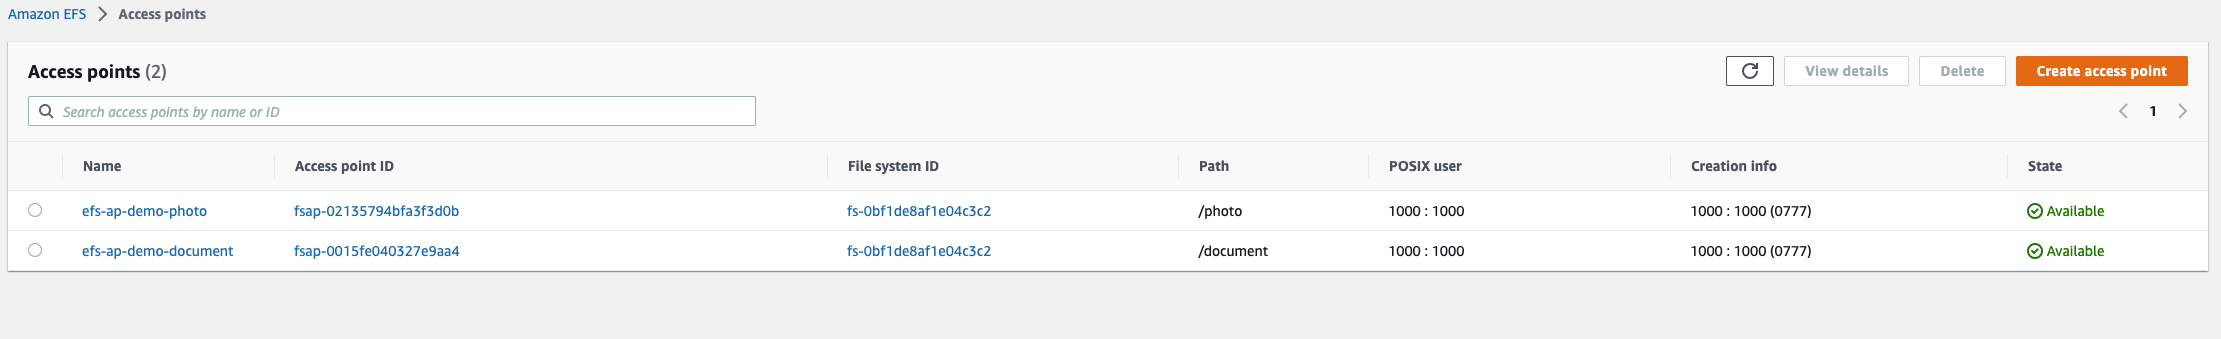 Amazon EFS > Access points
Access points (2)
View details
Delete
Create access point
Search access points by name or ID
1
Name Access point ID File system ID Path POSIX user Creation info State
efs-ap-demo-photo fsap-02135794bfa3f3d0b fs-0bf1de8af1e04c3c2 /photo 1000 : 1000 1000 : 1000 (0777) Available
efs-ap-demo-document fsap-0015fe040327e9aa4 fs-0bf1de8af1e04c3c2 /document 1000 : 1000 1000 : 1000 (0777) Available